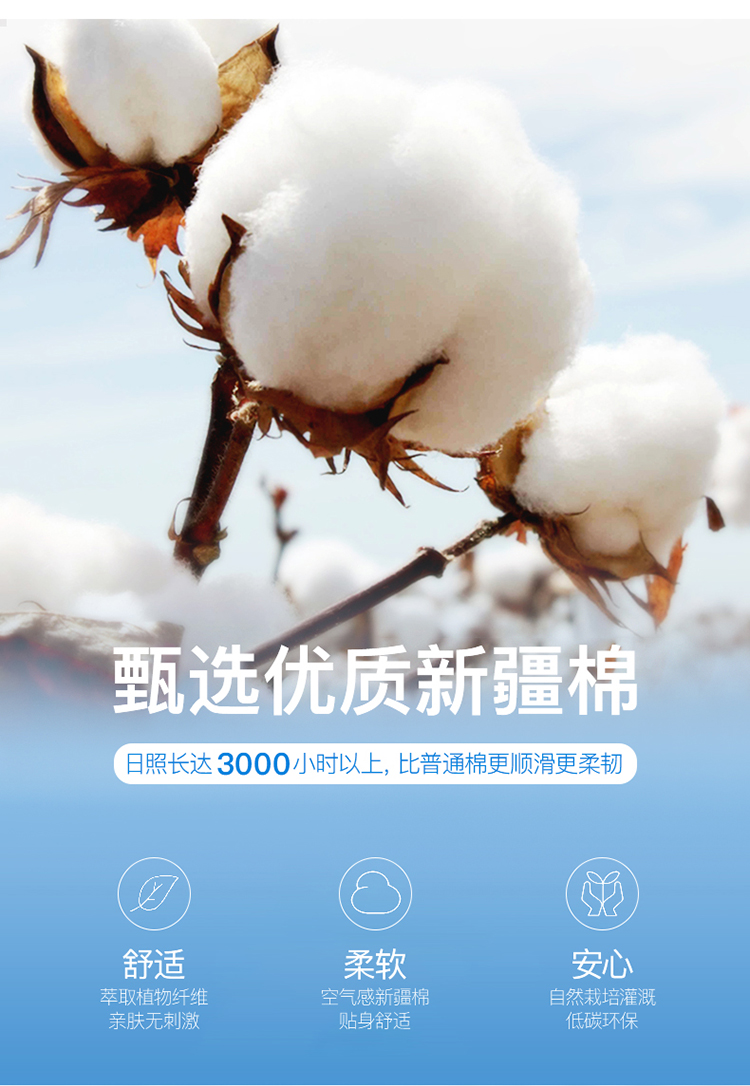 甄选优质新疆棉
日照长达3000小时以上, 比普通棉更顺滑更柔韧
舒适
萃取植物纤维
亲肤无刺激
柔软
空气感新疆棉
贴身舒适
安心
自然栽培灌溉
低碳环保